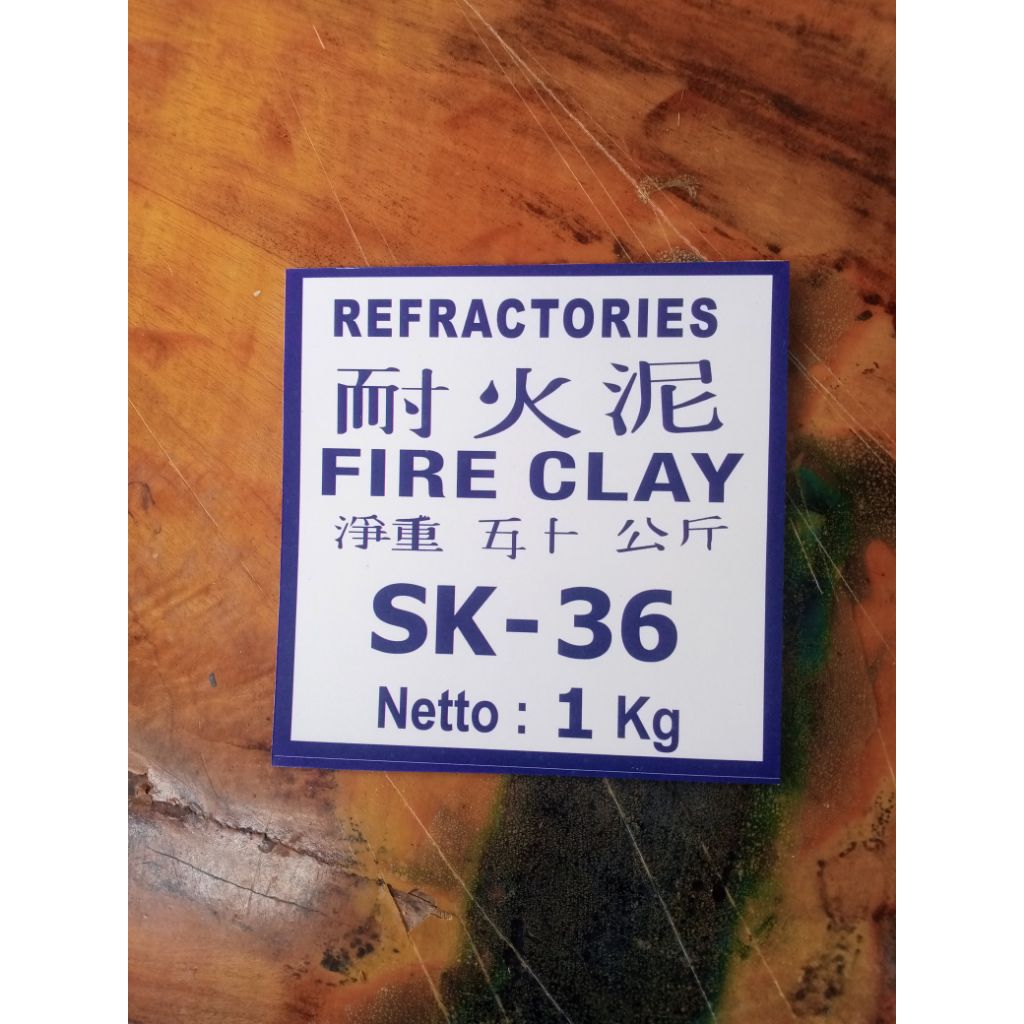 REFRACTORIES
耐火泥
FIRE CLAY
淨重 五十 公斤
SK-36
Netto : 1 Kg